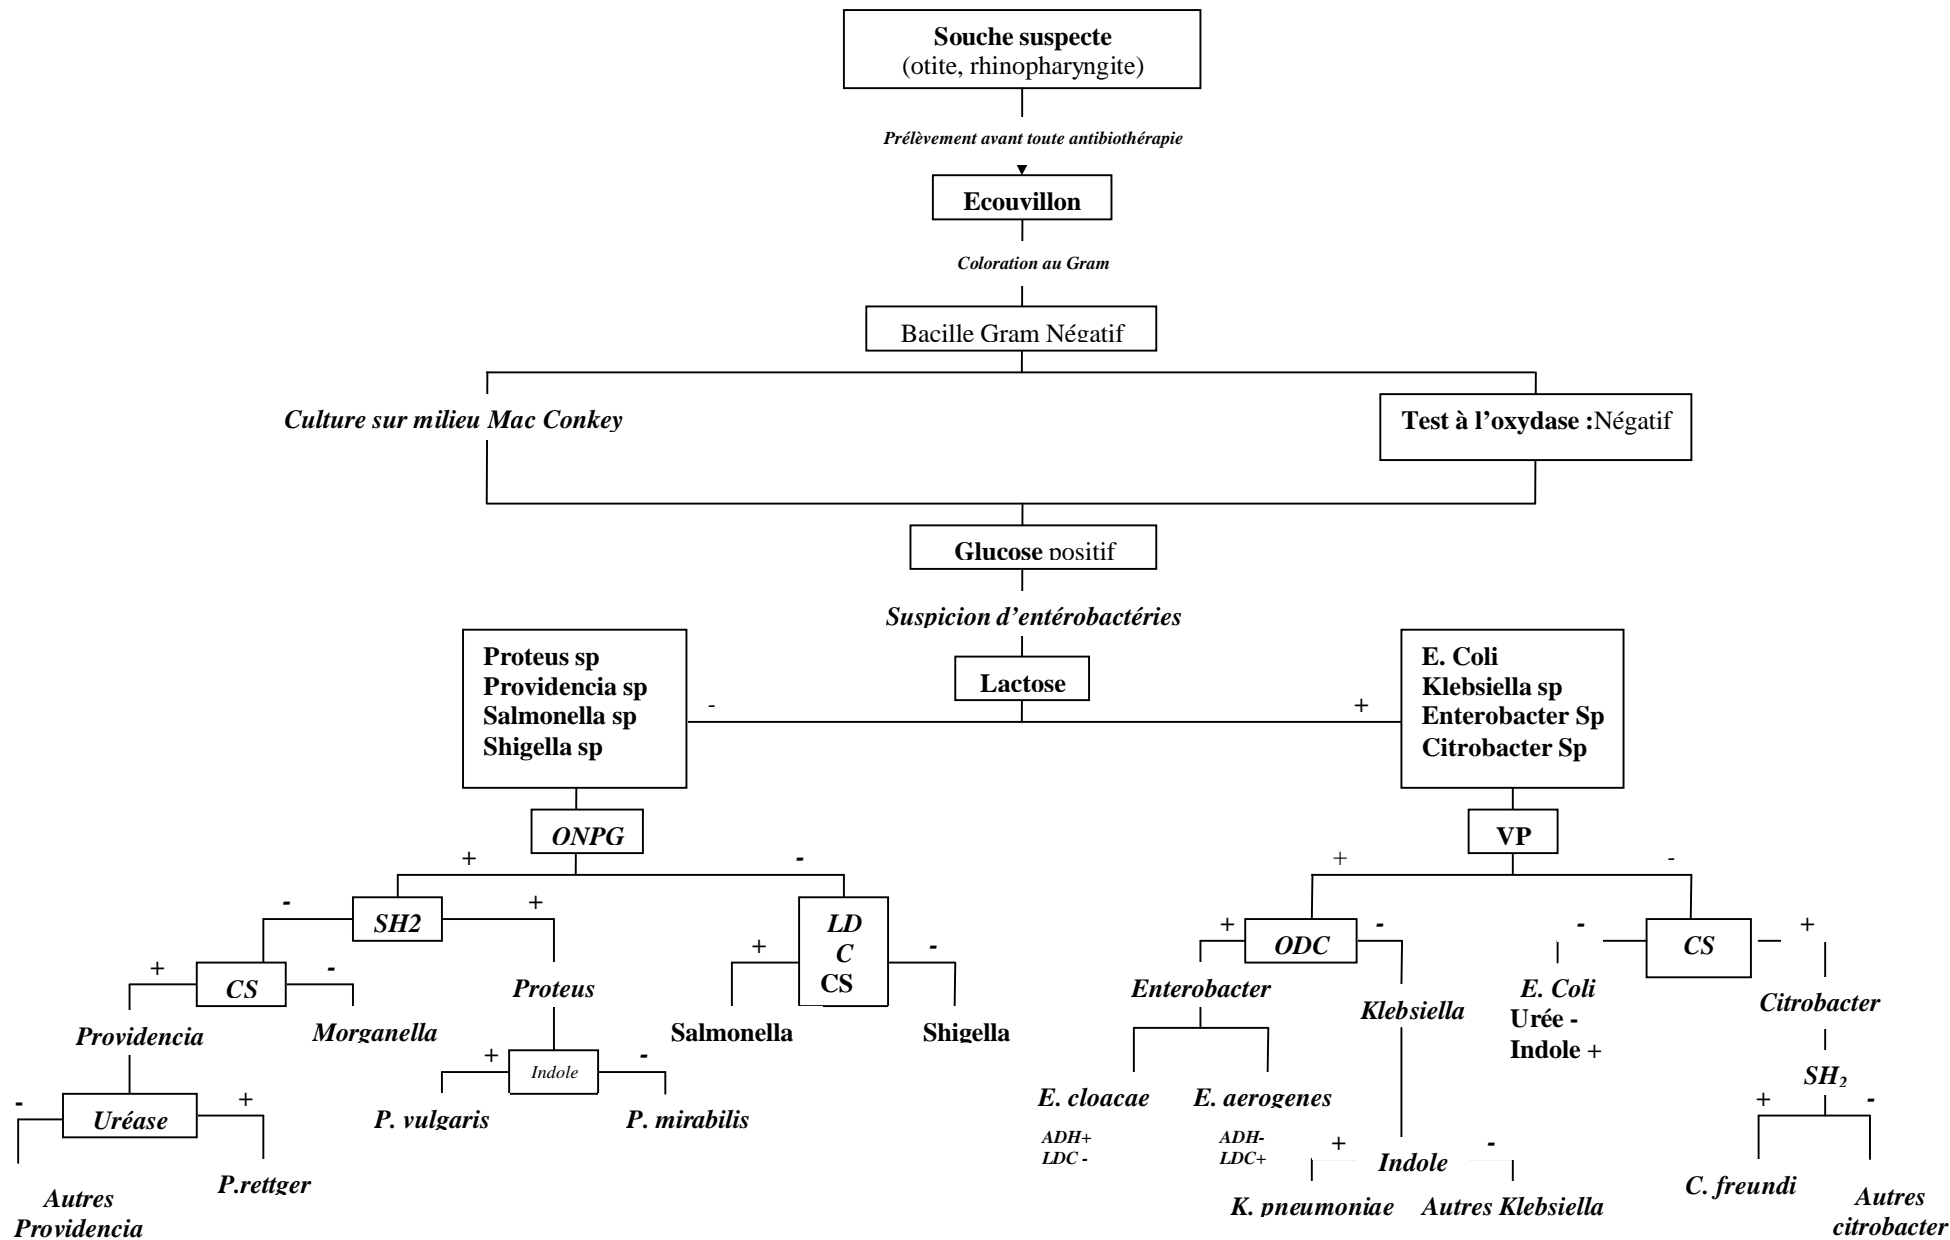 Souche suspecte
(otite, rhinopharyngite)
Prélèvement avant toute antibiothérapie
Ecouvillon
Coloration au Gram
Bacille Gram Négatif
Culture sur milieu Mac Conkey
Test à l’oxydase :Négatif
Glucose positif
Suspicion d’entérobactéries
Lactose
-
+
Proteus sp
Providencia sp
Salmonella sp
Shigella sp
E. Coli
Klebsiella sp
Enterobacter Sp
Citrobacter Sp
ONPG
+
-
SH2
-
+
CS
+
-
Providencia
Morganella
Uréase
-
+
Autres
Providencia
P.rettger
Proteus
Indole
+
-
P. vulgaris
P. mirabilis
LD
C
CS
+
-
Salmonella
Shigella
VP
+
-
ODC
+
-
Enterobacter
E. cloacae
ADH+
LDC -
E. aerogenes
ADH-
LDC+
Klebsiella
Indole
+
-
K. pneumoniae
Autres Klebsiella
CS
-
+
E. Coli
Urée -
Indole +
Citrobacter
SH₂
+
-
C. freundi
Autres
citrobacter